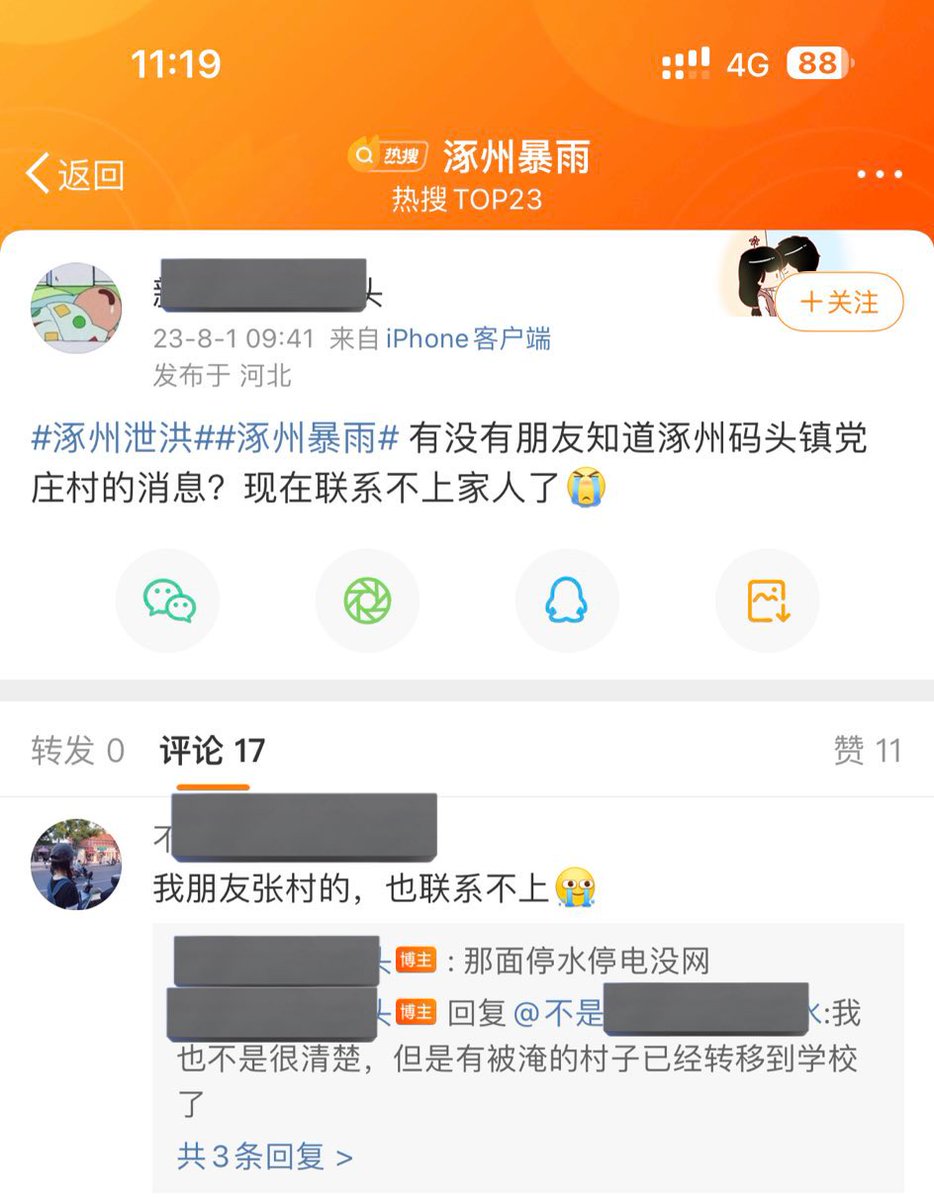 11:19
4G
88
返回
热搜 涿州暴雨
热搜TOP23
头
+关注
23-8-1 09:41 来自 iPhone客户端
发布于 河北
#涿州泄洪##涿州暴雨# 有没有朋友知道涿州码头镇党
庄村的消息？现在联系不上家人了
转发 0 评论 17 赞 11
不
我朋友张村的，也联系不上
头 博主 : 那面停水停电没网
头 博主 回复 @不是 水:我
也不是很清楚，但是有被淹的村子已经转移到学校
了
共3条回复 >